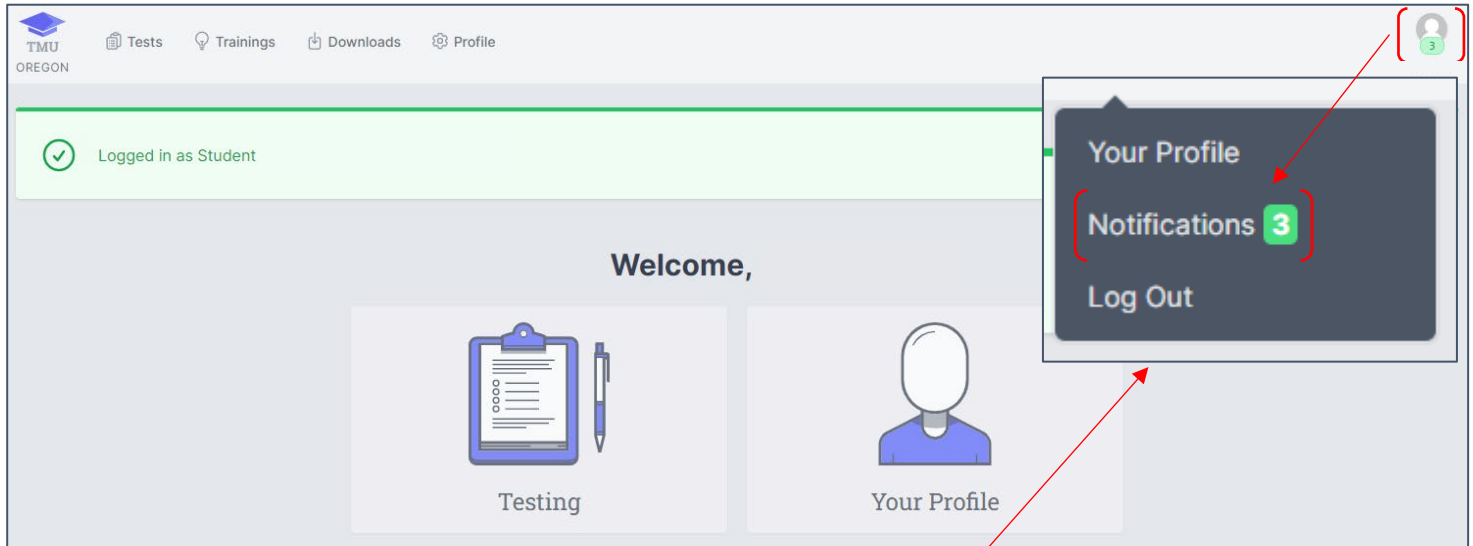 TMU
OREGON
Tests Trainings Downloads Profile
3
Logged in as Student
Your Profile
Notifications 3
Log Out
Welcome,
Testing
Your Profile